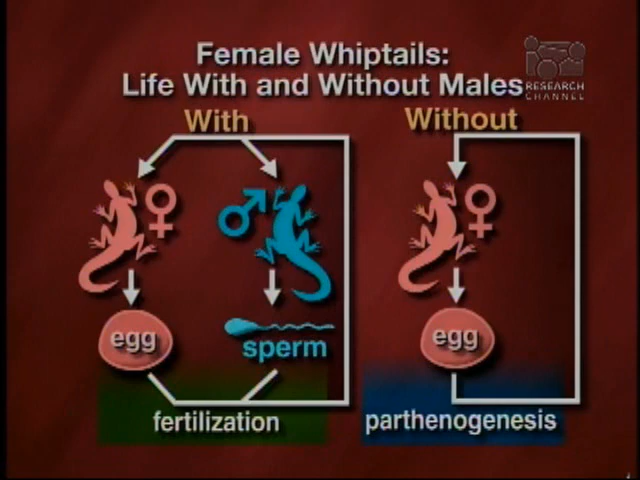 Female Whiptails:
Life With and Without Males
RESEARCH
CHANNEL
With
Without
egg
sperm
egg
fertilization
parthenogenesis